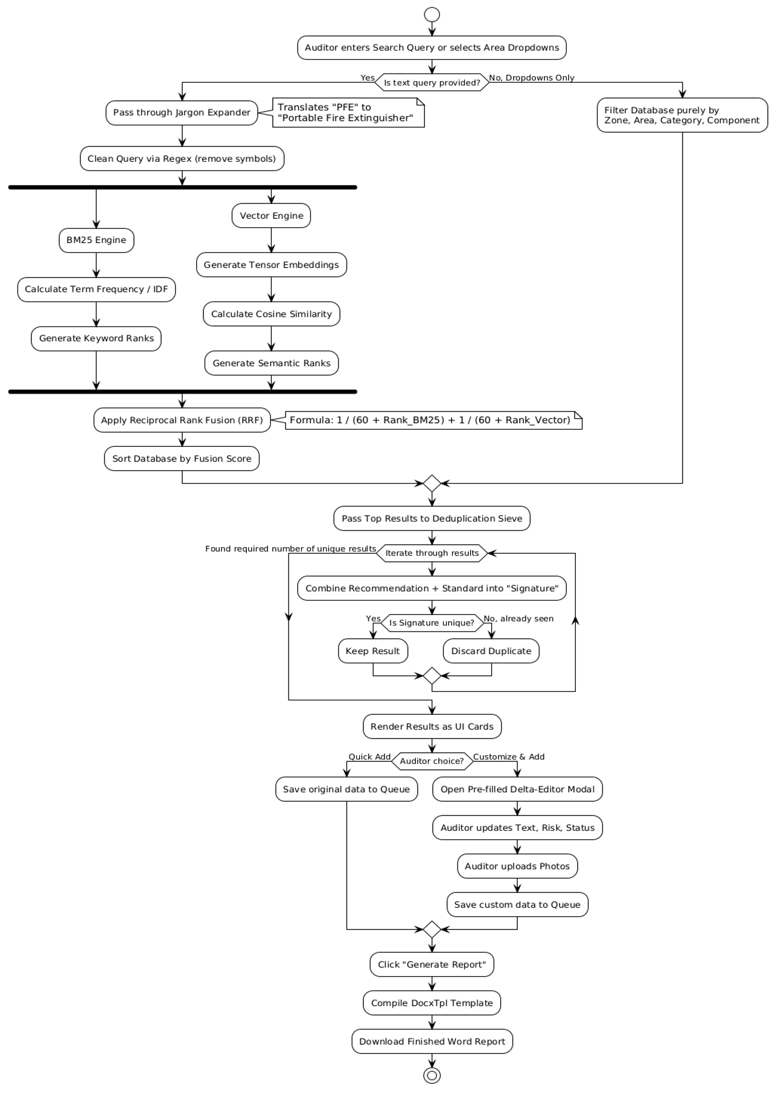 Auditor enters Search Query or selects Area Dropdowns
Is text query provided?
Yes
No, Dropdowns Only
Pass through Jargon Expander
Translates "PFE" to
"Portable Fire Extinguisher"
Filter Database purely by
Zone, Area, Category, Component
Clean Query via Regex (remove symbols)
BM25 Engine
Calculate Term Frequency / IDF
Generate Keyword Ranks
Vector Engine
Generate Tensor Embeddings
Calculate Cosine Similarity
Generate Semantic Ranks
Apply Reciprocal Rank Fusion (RRF)
Formula: 1 / (60 + Rank_BM25) + 1 / (60 + Rank_Vector)
Sort Database by Fusion Score
Pass Top Results to Deduplication Sieve
Found required number of unique results
Iterate through results
Combine Recommendation + Standard into "Signature"
Is Signature unique?
Yes
No, already seen
Keep Result
Discard Duplicate
Render Results as UI Cards
Auditor choice?
Quick Add
Customize & Add
Save original data to Queue
Open Pre-filled Delta-Editor Modal
Auditor updates Text, Risk, Status
Auditor uploads Photos
Save custom data to Queue
Click "Generate Report"
Compile DocxTpl Template
Download Finished Word Report